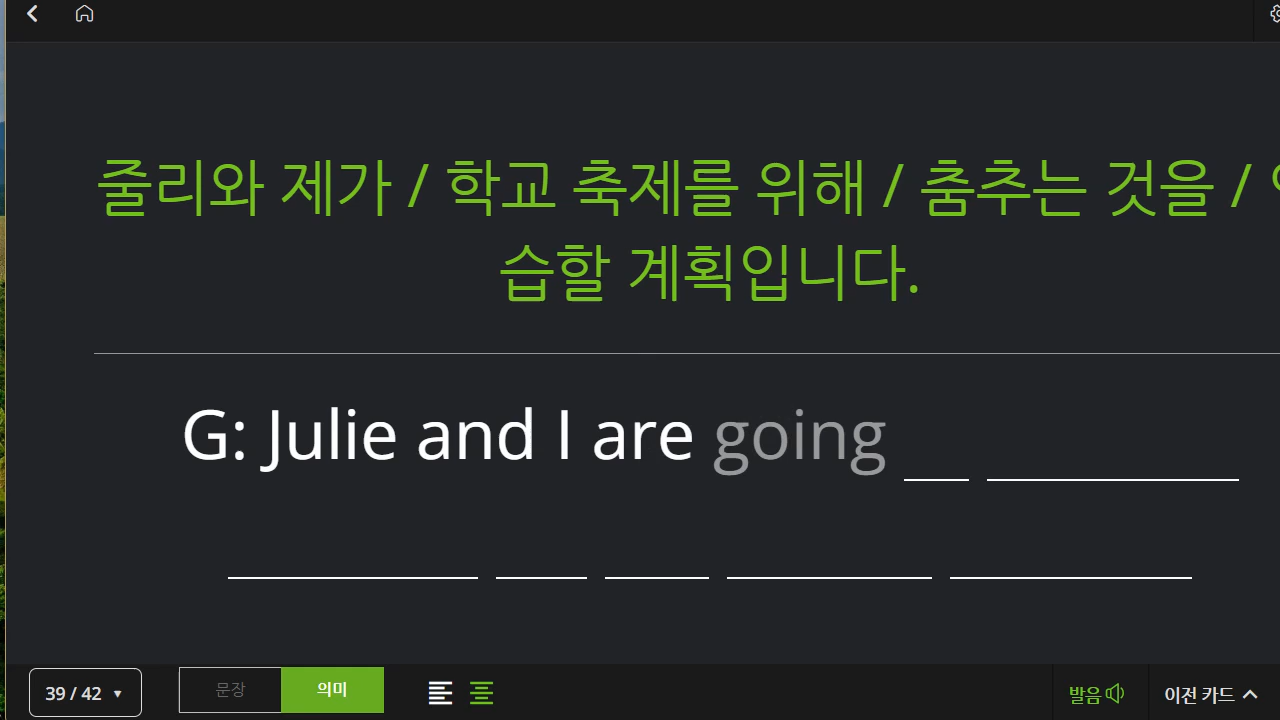 줄리와 제가 / 학교 축제를 위해 / 춤추는 것을 /
습할 계획입니다.
G: Julie and I are going
39 / 42
문장
의미
발음
이전 카드